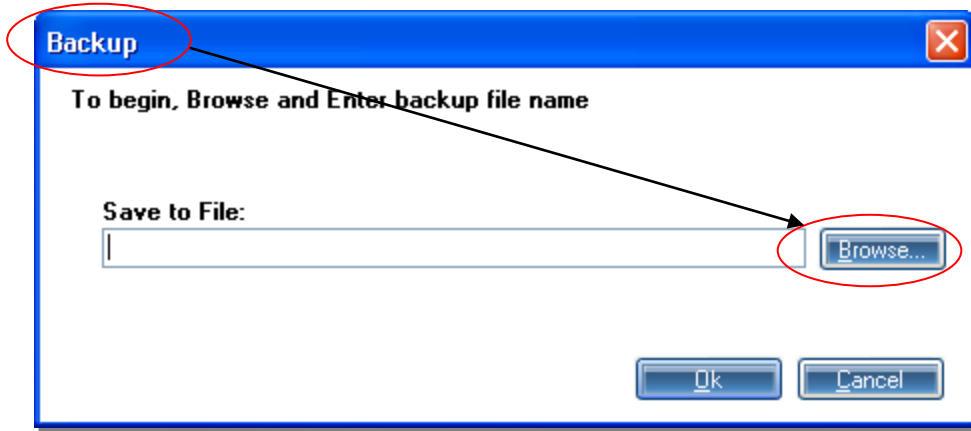 Backup
To begin, Browse and Enter backup file name
Save to File:
Browse...
Ok
Cancel